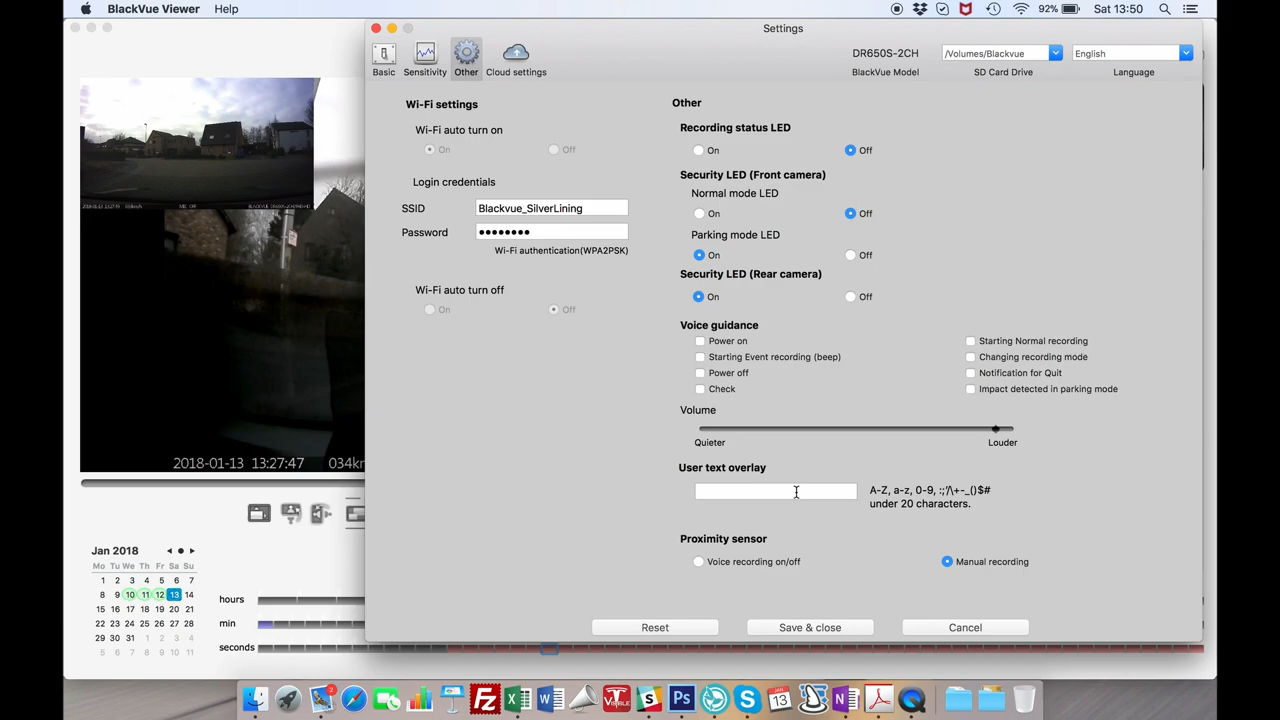 BlackVue Viewer Help
92% Sat 13:50
Settings
Basic Sensitivity Other Cloud settings
DR650S-2CH /Volumes/Blackvue English
BlackVue Model SD Card Drive Language
Wi-Fi settings
Wi-Fi auto turn on
On Off
Login credentials
SSID Blackvue_SilverLining
Password ●●●●●●●●
Wi-Fi authentication(WPA2PSK)
Wi-Fi auto turn off
On Off
Other
Recording status LED
On Off
Security LED (Front camera)
Normal mode LED
On Off
Parking mode LED
On Off
Security LED (Rear camera)
On Off
Voice guidance
Power on Starting Normal recording
Starting Event recording (beep) Changing recording mode
Power off Notification for Quit
Check Impact detected in parking mode
Volume
Quieter Louder
User text overlay
A-Z, a-z, 0-9, :;'/\+-_()$#
under 20 characters.
Proximity sensor
Voice recording on/off Manual recording
Reset Save & close Cancel
2018-01-13 13:27:47 034km
Jan 2018
Mo Tu We Th Fr Sa Su
1 2 3 4 5 6 7
8 9 10 11 12 13 14
15 16 17 18 19 20 21
22 23 24 25 26 27 28
29 30 31 1 2 3 4
5 6 7 8 9 10 11
hours
min
seconds